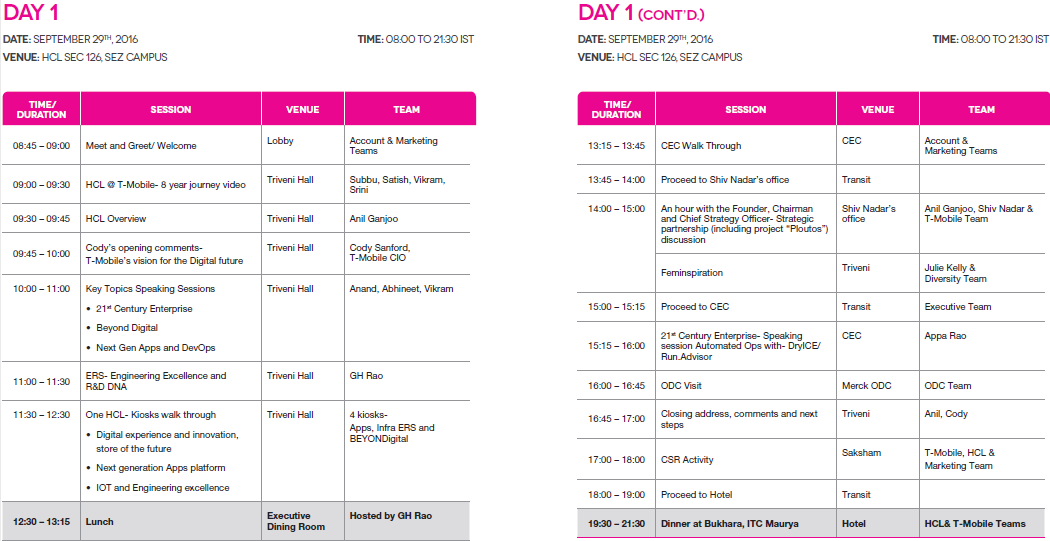 DAY 1
DATE: SEPTEMBER 29TH, 2016 TIME: 08:00 TO 21:30 IST
VENUE: HCL SEC 126, SEZ CAMPUS
TIME/
DURATION
SESSION
VENUE
TEAM
08:45 – 09:00
Meet and Greet/ Welcome
Lobby
Account & Marketing
Teams
09:00 – 09:30
HCL @ T-Mobile- 8 year journey video
Triveni Hall
Subbu, Satish, Vikram,
Srini
09:30 – 09:45
HCL Overview
Triveni Hall
Anil Ganjoo
09:45 – 10:00
Cody's opening comments-
T-Mobile's vision for the Digital future
Triveni Hall
Cody Sanford,
T-Mobile CIO
10:00 – 11:00
Key Topics Speaking Sessions
• 21st Century Enterprise
• Beyond Digital
• Next Gen Apps and DevOps
Triveni Hall
Anand, Abhineet, Vikram
11:00 – 11:30
ERS- Engineering Excellence and
R&D DNA
Triveni Hall
GH Rao
11:30 – 12:30
One HCL- Kiosks walk through
• Digital experience and innovation,
store of the future
• Next generation Apps platform
• IOT and Engineering excellence
Triveni Hall
4 kiosks-
Apps, Infra ERS and
BEYONDigital
12:30 – 13:15
Lunch
Executive
Dining Room
Hosted by GH Rao
DAY 1 (CONT'D.)
DATE: SEPTEMBER 29TH, 2016 TIME: 08:00 TO 21:30 IST
VENUE: HCL SEC 126, SEZ CAMPUS
TIME/
DURATION
SESSION
VENUE
TEAM
13:15 – 13:45
CEC Walk Through
CEC
Account &
Marketing Teams
13:45 – 14:00
Proceed to Shiv Nadar's office
Transit
14:00 – 15:00
An hour with the Founder, Chairman
and Chief Strategy Officer- Strategic
partnership (including project "Ploutos")
discussion
Shiv Nadar's
office
Anil Ganjoo, Shiv Nadar &
T-Mobile Team
Feminspiration
Triveni
Julie Kelly &
Diversity Team
15:00 – 15:15
Proceed to CEC
Transit
Executive Team
15:15 – 16:00
21st Century Enterprise- Speaking
session Automated Ops with- DryICE/
Run.Advisor
CEC
Appa Rao
16:00 – 16:45
ODC Visit
Merck ODC
ODC Team
16:45 – 17:00
Closing address, comments and next
steps
Triveni
Anil, Cody
17:00 – 18:00
CSR Activity
Saksham
T-Mobile, HCL &
Marketing Team
18:00 – 19:00
Proceed to Hotel
Transit
19:30 – 21:30
Dinner at Bukhara, ITC Maurya
Hotel
HCL& T-Mobile Teams